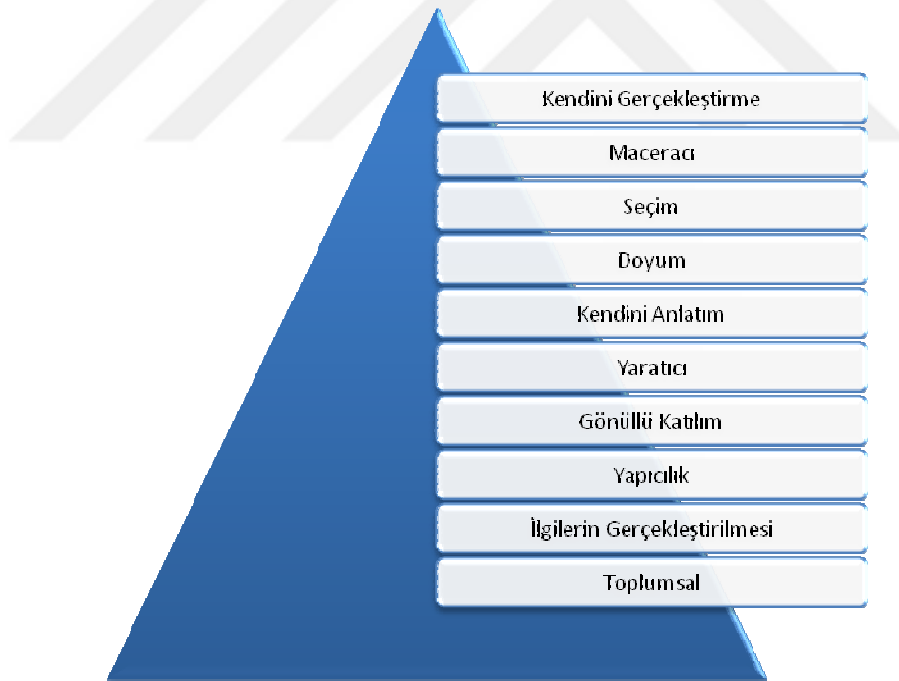 Kendini Gerçekleştirme
Maceracı
Seçim
Doyum
Kendini Anlatım
Yaratıcı
Gönüllü Katılım
Yapıcılık
İlgilerin Gerçekleştirilmesi
Toplumsal